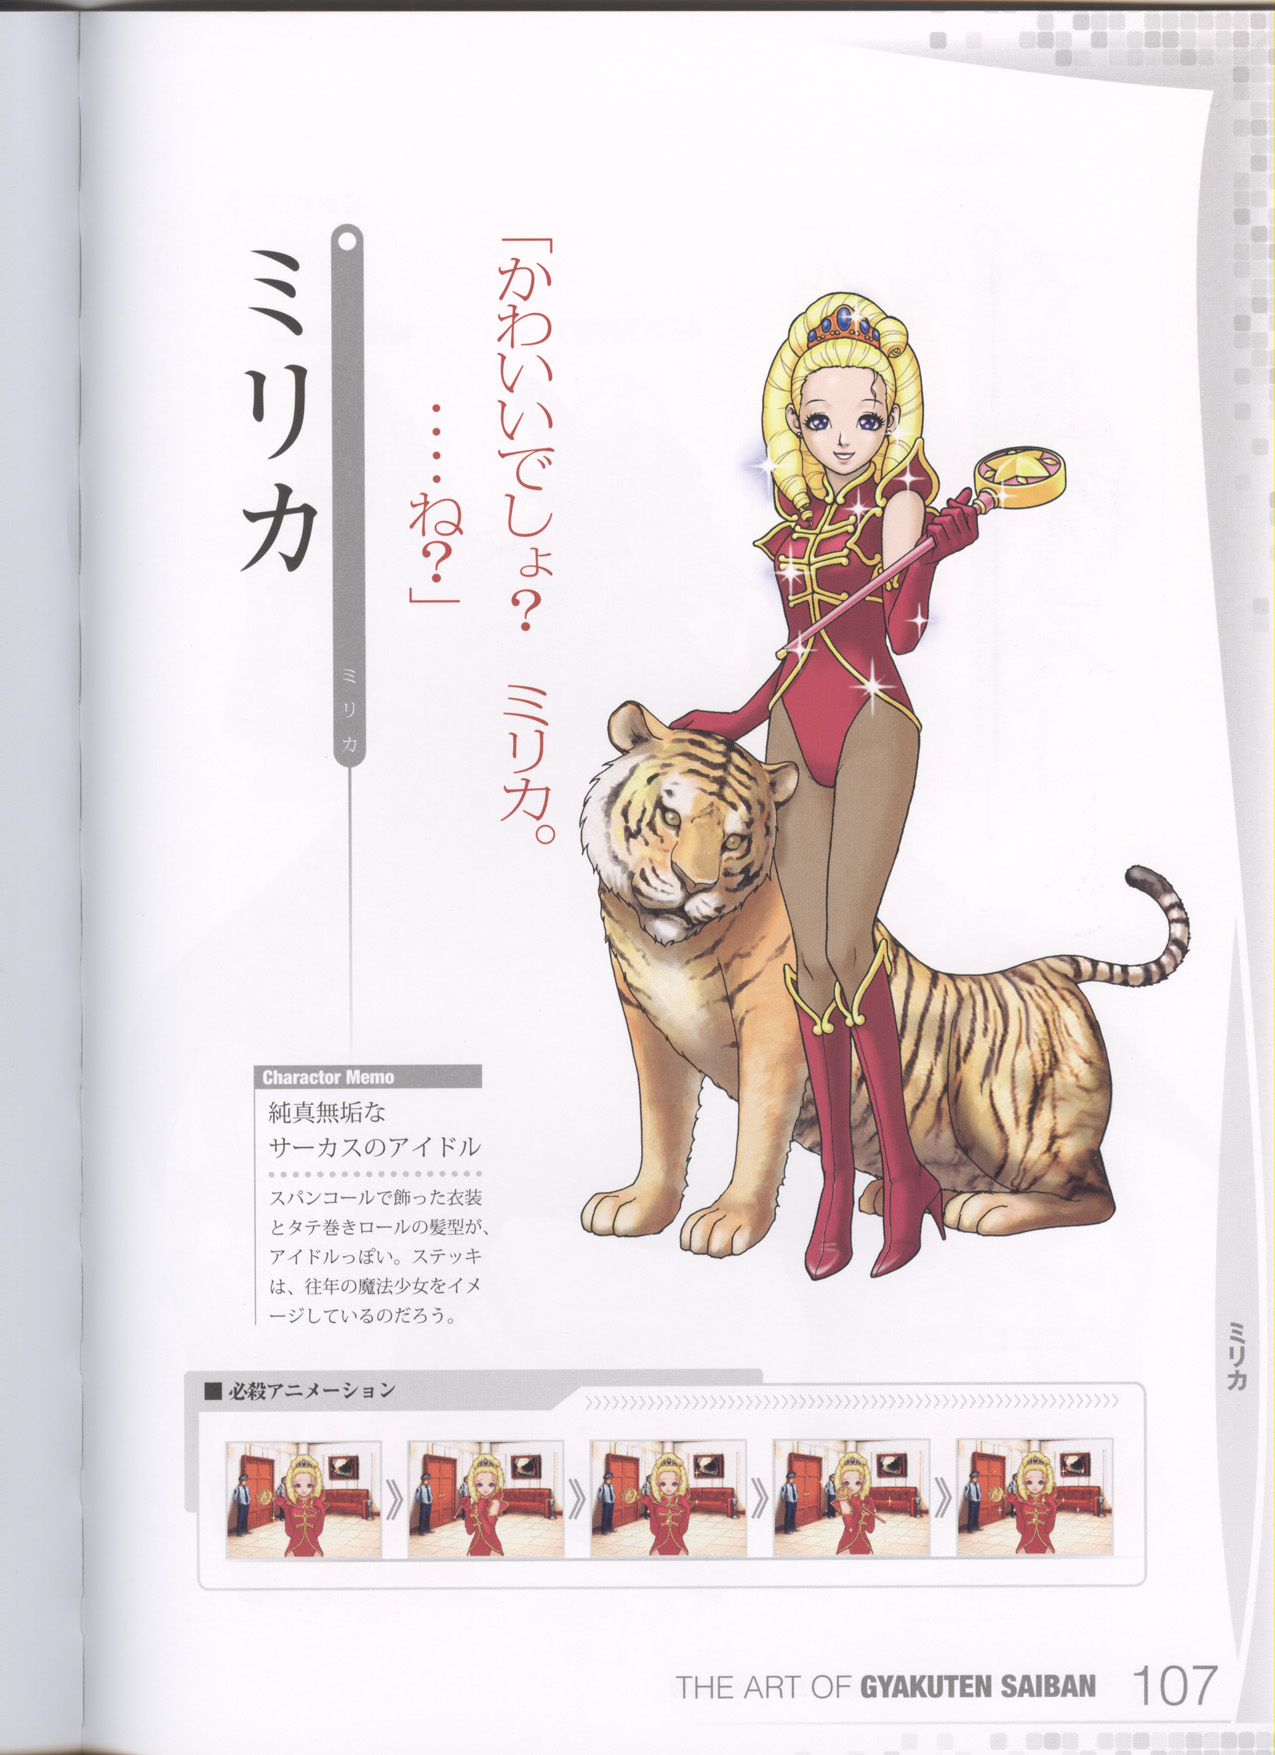 ミリカ
ミリカ
「かわいいでしょ？　ミリカ。
‥‥ね？」
Charactor Memo
純真無垢な
サーカスのアイドル
スパンコールで飾った衣装
とタテ巻きロールの髪型が、
アイドルっぽい。ステッキ
は、往年の魔法少女をイメ
ージしているのだろう。
ミリカ
■ 必殺アニメーション
THE ART OF GYAKUTEN SAIBAN 107